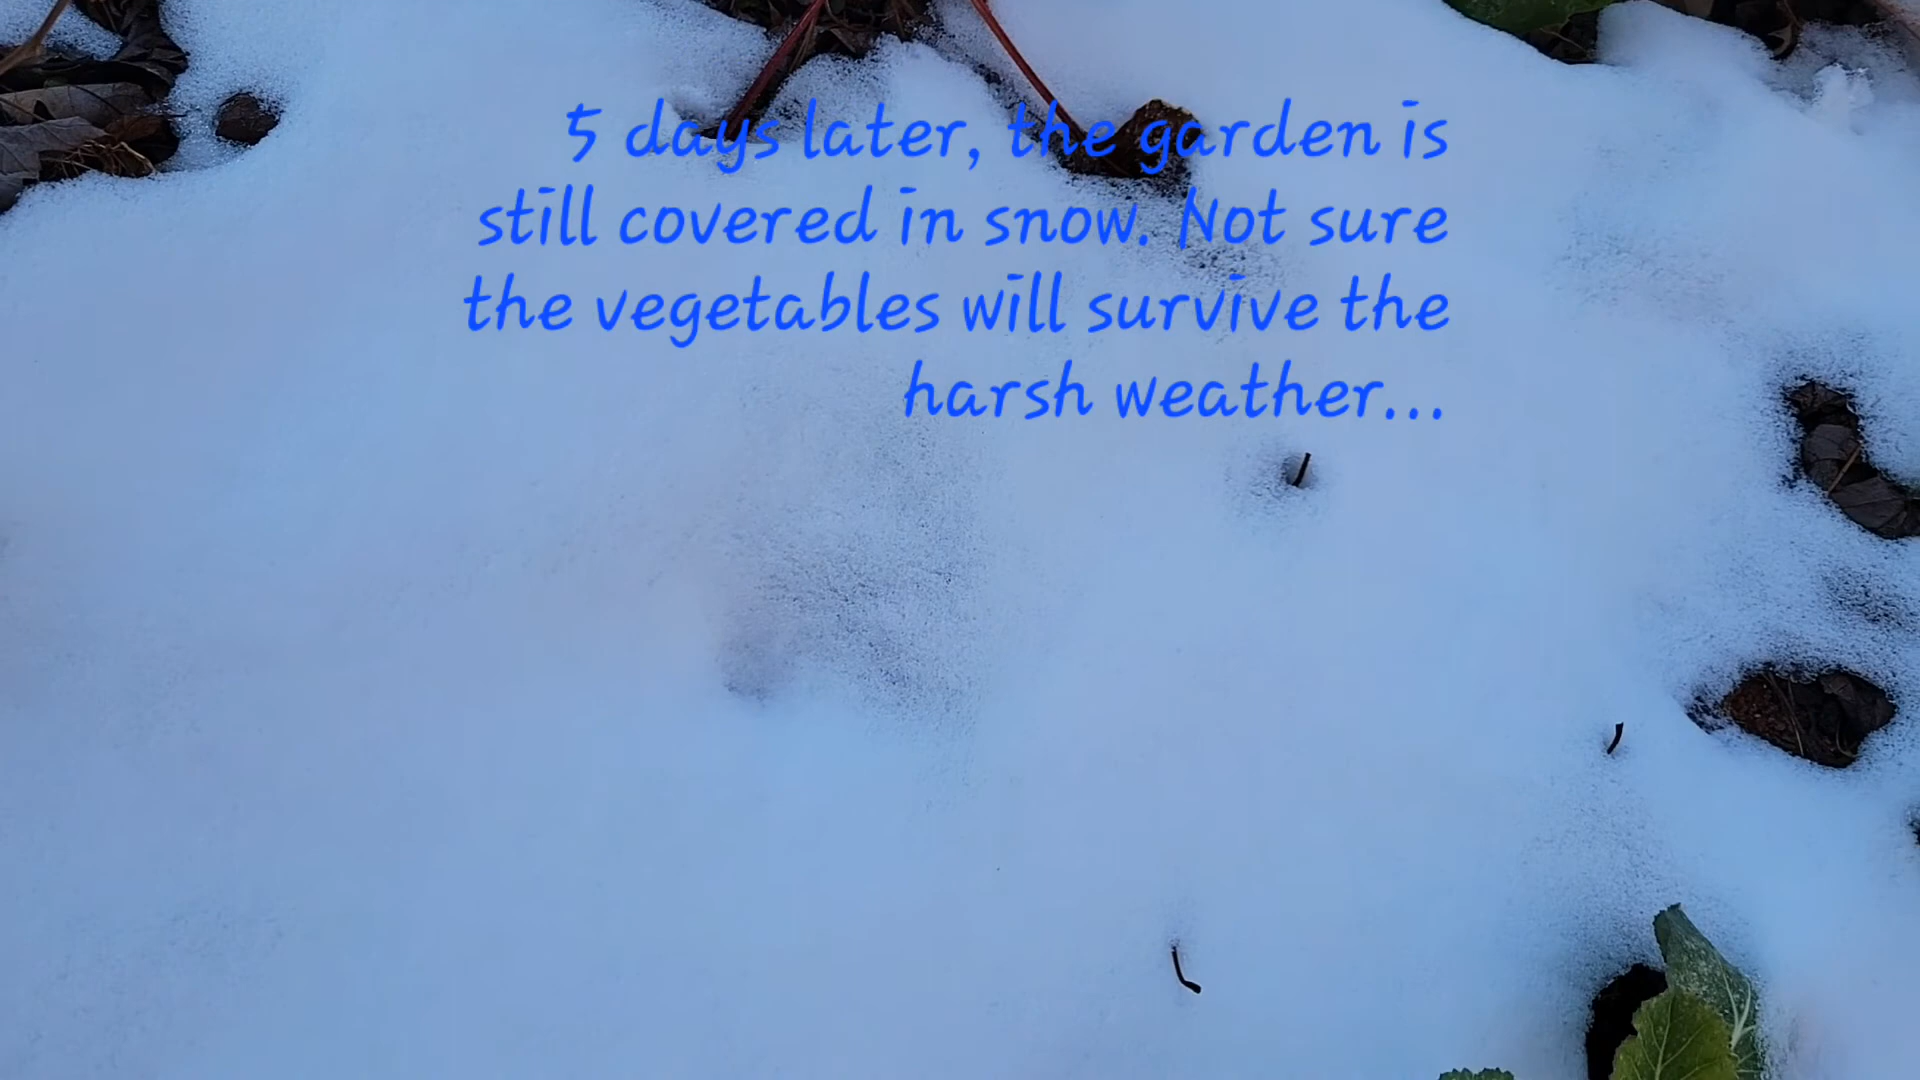 5 days later, the garden is
still covered in snow. Not sure
the vegetables will survive the
harsh weather...